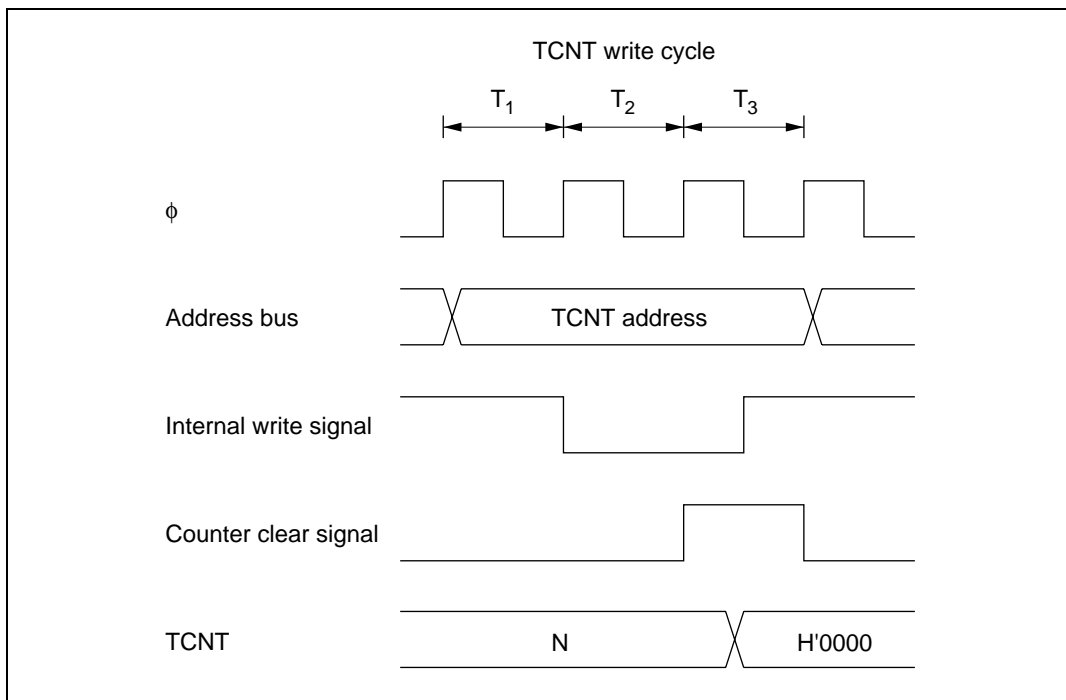 TCNT write cycle
T1 T2 T3
φ
Address bus
TCNT address
Internal write signal
Counter clear signal
TCNT
N
H'0000